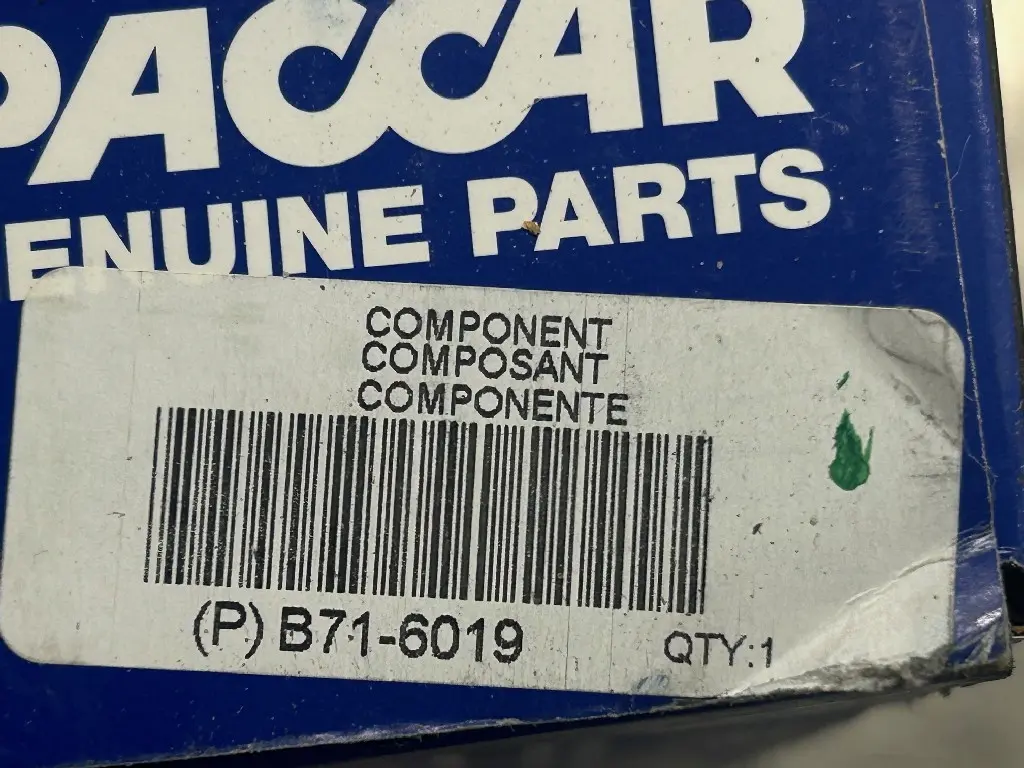 PACCAR
ENUINE PARTS
COMPONENT
COMPOSANT
COMPONENTE
(P) B71-6019
QTY:1